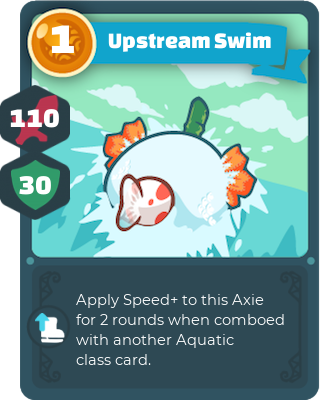 1
Upstream Swim
110
30
Apply Speed+ to this Axie
for 2 rounds when comboed
with another Aquatic
class card.